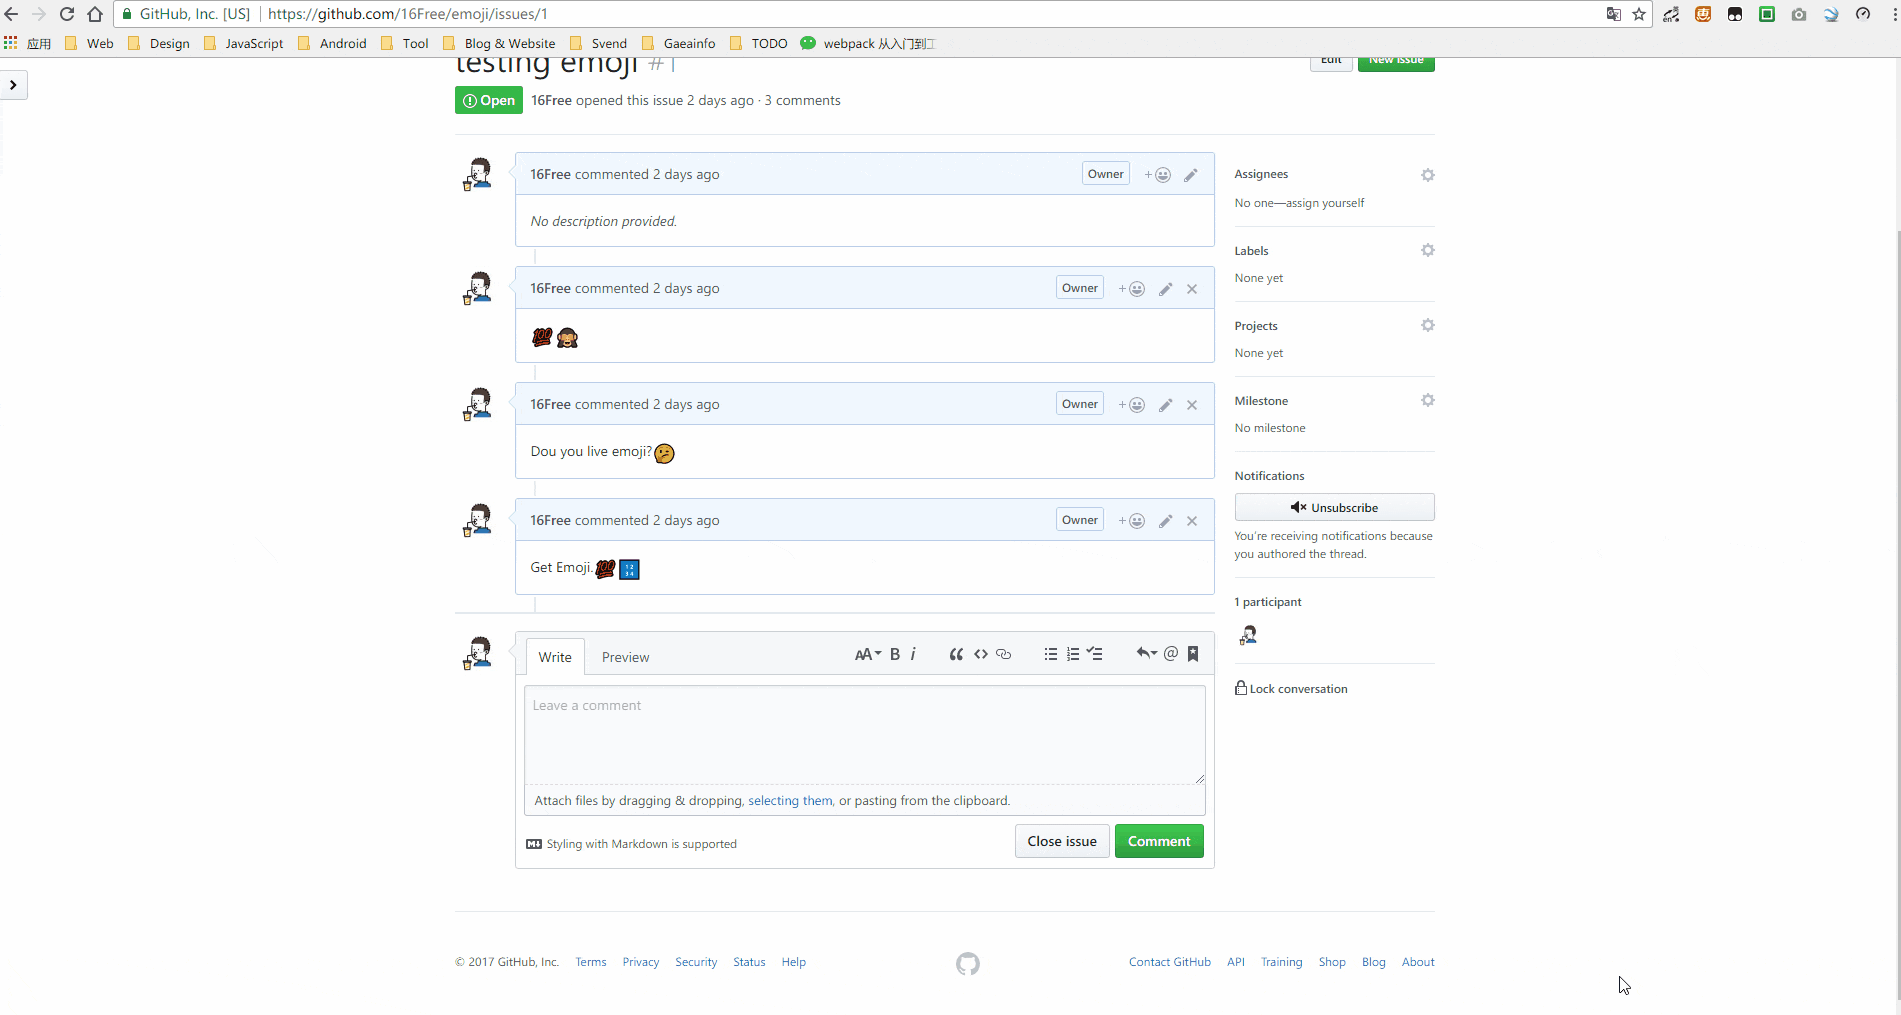 GitHub, Inc. [US] | https://github.com/16Free/emoji/issues/1
应用 Web Design JavaScript Android Tool Blog & Website Svend Gaeainfo TODO webpack 从入门到工
testing emoji #1
Edit New issue
Open 16Free opened this issue 2 days ago · 3 comments
16Free commented 2 days ago Owner
No description provided.
16Free commented 2 days ago Owner
💯🙈
16Free commented 2 days ago Owner
Dou you live emoji?🤔
16Free commented 2 days ago Owner
Get Emoji.💯🔢
Write Preview
Leave a comment
Attach files by dragging & dropping, selecting them, or pasting from the clipboard.
Styling with Markdown is supported
Close issue Comment
Assignees
No one—assign yourself
Labels
None yet
Projects
None yet
Milestone
No milestone
Notifications
Unsubscribe
You're receiving notifications because
you authored the thread.
1 participant
Lock conversation
© 2017 GitHub, Inc. Terms Privacy Security Status Help
Contact GitHub API Training Shop Blog About